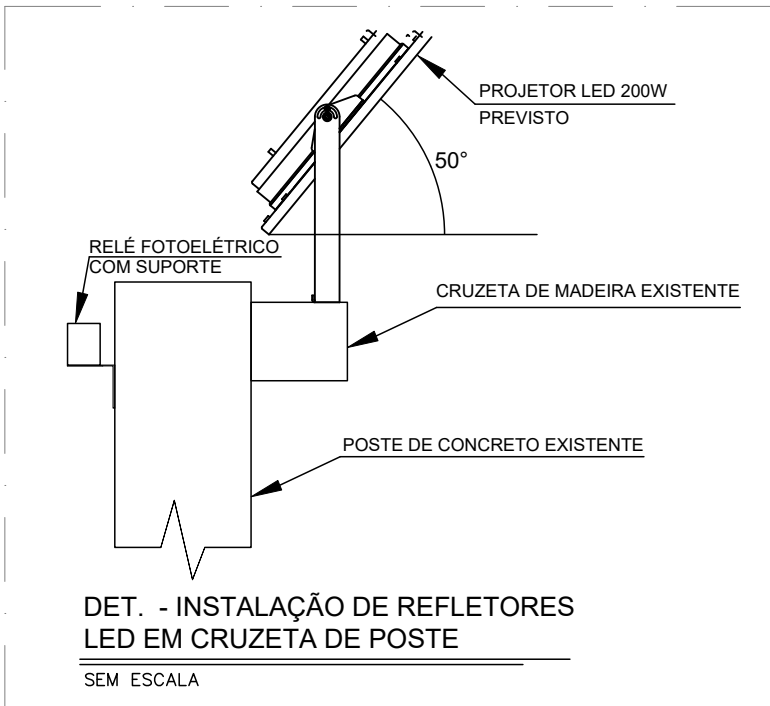 PROJETOR LED 200W
PREVISTO
50°
RELÉ FOTOELÉTRICO
COM SUPORTE
CRUZETA DE MADEIRA EXISTENTE
POSTE DE CONCRETO EXISTENTE
DET. - INSTALAÇÃO DE REFLETORES
LED EM CRUZETA DE POSTE
SEM ESCALA